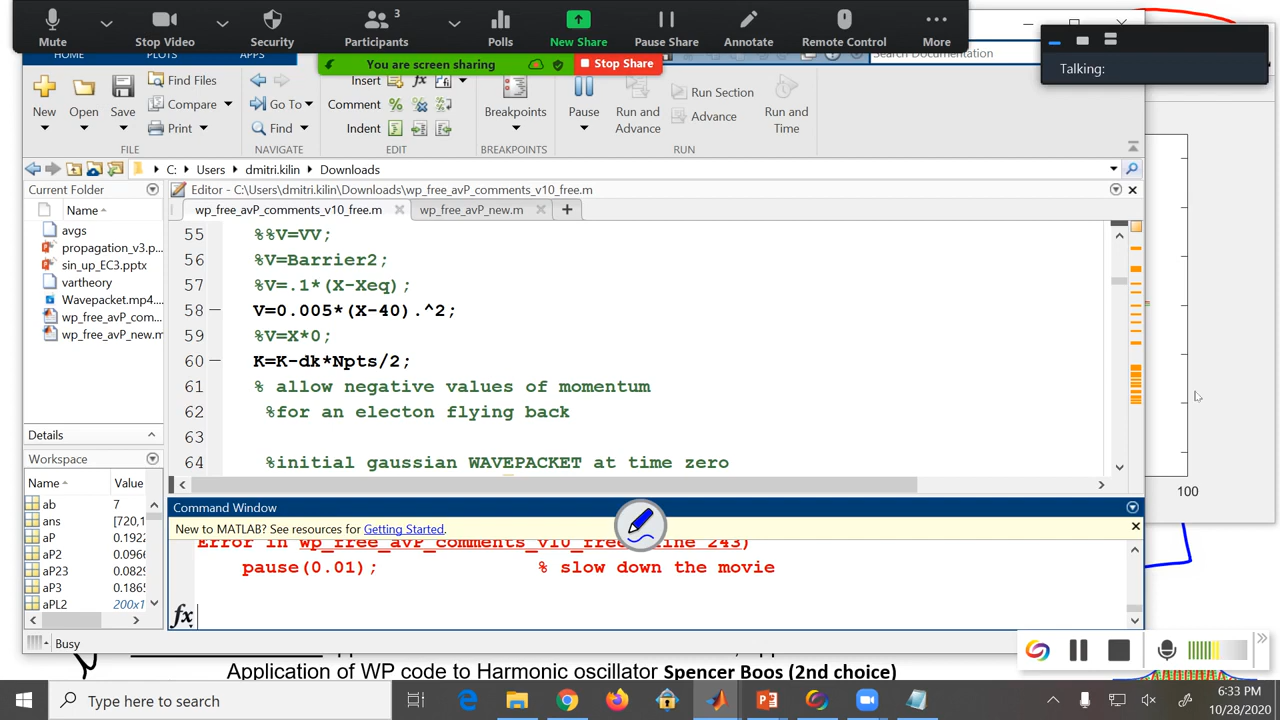 Mute
Stop Video
Security
3
Participants
Polls
New Share
Pause Share
Annotate
Remote Control
More
You are screen sharing
Stop Share
Talking:
HOME
PLOTS
APPS
Search Documentation
New
Open
Save
Find Files
Compare
Print
FILE
Go To
Find
NAVIGATE
Insert
Comment
Indent
EDIT
Breakpoints
BREAKPOINTS
Pause
Run and Advance
Run Section
Advance
Run and Time
RUN
C: Users dmitri.kilin Downloads
Current Folder
Name
avgs
propagation_v3.p...
sin_up_EC3.pptx
vartheory
Wavepacket.mp4...
wp_free_avP_com...
wp_free_avP_new.m
Details
Workspace
Name Value
ab 7
ans [720,1
aP 0.1922
aP2 0.0966
aP23 0.0829
aP3 0.1865
aPL2 200x1
Editor - C:\Users\dmitri.kilin\Downloads\wp_free_avP_comments_v10_free.m
wp_free_avP_comments_v10_free.m
wp_free_avP_new.m
55 %%V=VV;
56 %V=Barrier2;
57 %V=.1*(X-Xeq);
58 V=0.005*(X-40).^2;
59 %V=X*0;
60 K=K-dk*Npts/2;
61 % allow negative values of momentum
62 %for an electon flying back
63
64 %initial gaussian WAVEPACKET at time zero
Command Window
New to MATLAB? See resources for Getting Started.
Error in wp_free_avP_comments_v10_free (line 243)
pause(0.01); % slow down the movie
fx
Busy
100
Application of WP code to Harmonic oscillator Spencer Boos (2nd choice)
Type here to search
6:33 PM
10/28/2020